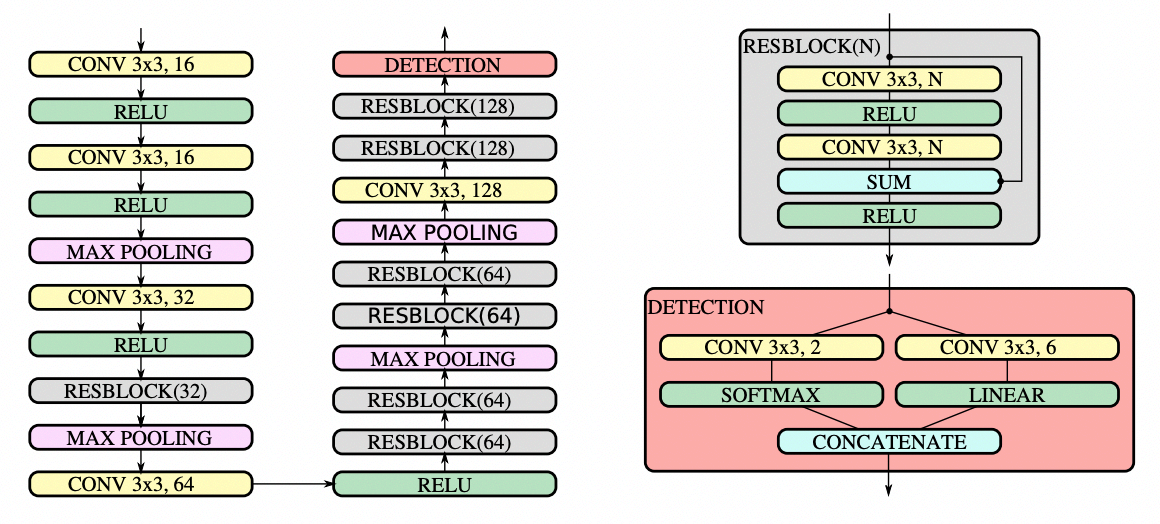 CONV 3x3, 16
RELU
CONV 3x3, 16
RELU
MAX POOLING
CONV 3x3, 32
RELU
RESBLOCK(32)
MAX POOLING
CONV 3x3, 64
DETECTION
RESBLOCK(128)
RESBLOCK(128)
CONV 3x3, 128
MAX POOLING
RESBLOCK(64)
RESBLOCK(64)
MAX POOLING
RESBLOCK(64)
RESBLOCK(64)
RELU
RESBLOCK(N)
CONV 3x3, N
RELU
CONV 3x3, N
SUM
RELU
DETECTION
CONV 3x3, 2
CONV 3x3, 6
SOFTMAX
LINEAR
CONCATENATE